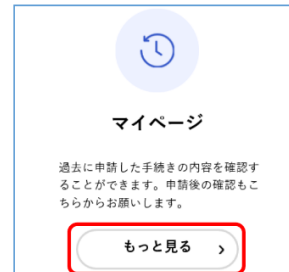 マイページ
過去に申請した手続きの内容を確認す
ることができます。申請後の確認もこ
ちらからお願いします。
もっと見る